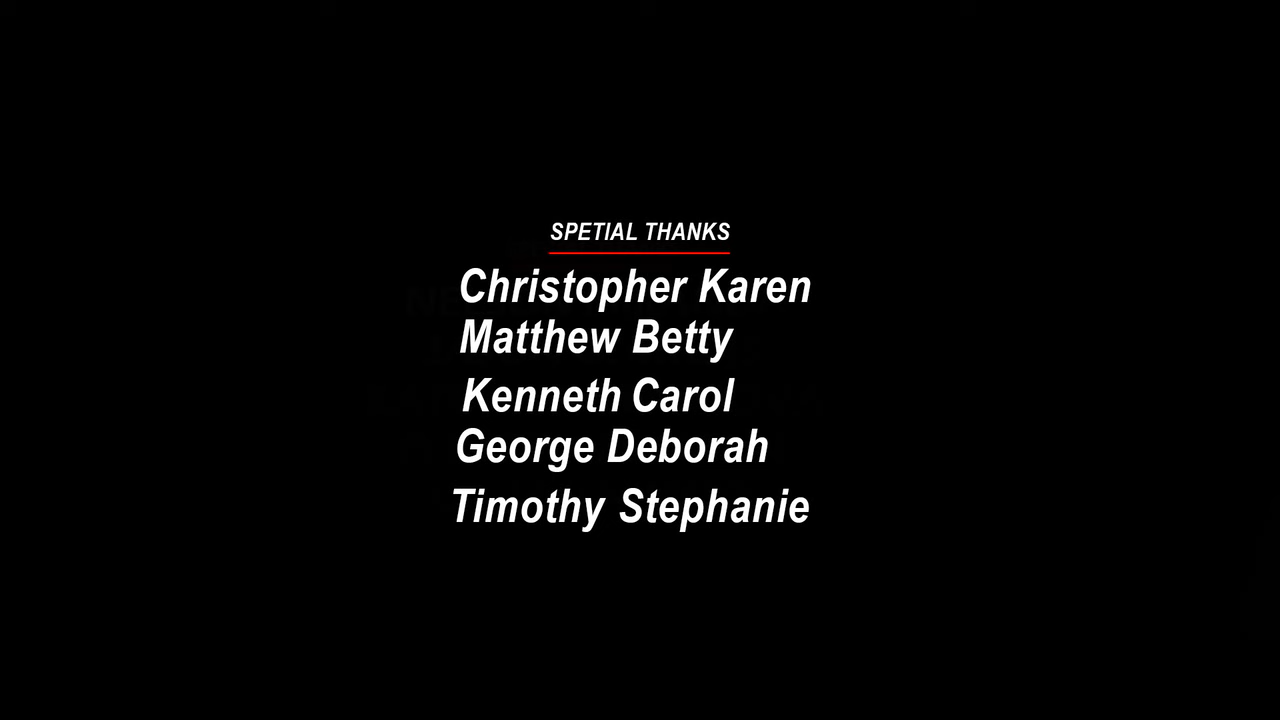 SPETIAL THANKS
Christopher Karen
Matthew Betty
Kenneth Carol
George Deborah
Timothy Stephanie